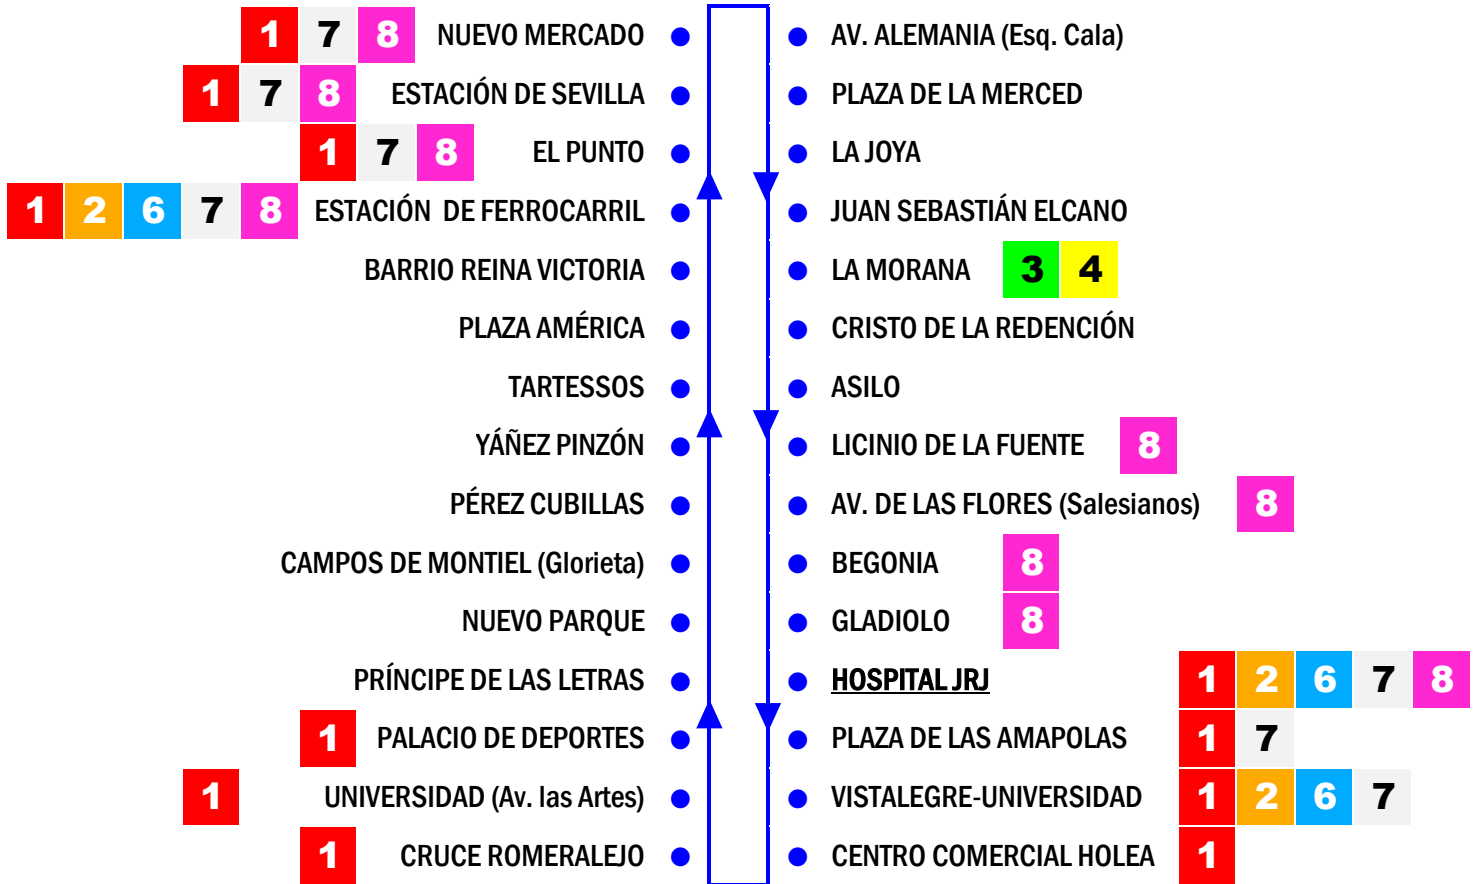 1 7 8 NUEVO MERCADO
AV. ALEMANIA (Esq. Cala)
1 7 8 ESTACIÓN DE SEVILLA
PLAZA DE LA MERCED
1 7 8 EL PUNTO
LA JOYA
1 2 6 7 8 ESTACIÓN DE FERROCARRIL
JUAN SEBASTIÁN ELCANO
BARRIO REINA VICTORIA
LA MORANA 3 4
PLAZA AMÉRICA
CRISTO DE LA REDENCIÓN
TARTESSOS
ASILO
YÁÑEZ PINZÓN
LICINIO DE LA FUENTE 8
PÉREZ CUBILLAS
AV. DE LAS FLORES (Salesianos) 8
CAMPOS DE MONTIEL (Glorieta)
BEGONIA 8
NUEVO PARQUE
GLADIOLO 8
PRÍNCIPE DE LAS LETRAS
HOSPITAL JRJ 1 2 6 7 8
1 PALACIO DE DEPORTES
PLAZA DE LAS AMAPOLAS 1 7
1 UNIVERSIDAD (Av. las Artes)
VISTALEGRE-UNIVERSIDAD 1 2 6 7
1 CRUCE ROMERALEJO
CENTRO COMERCIAL HOLEA 1